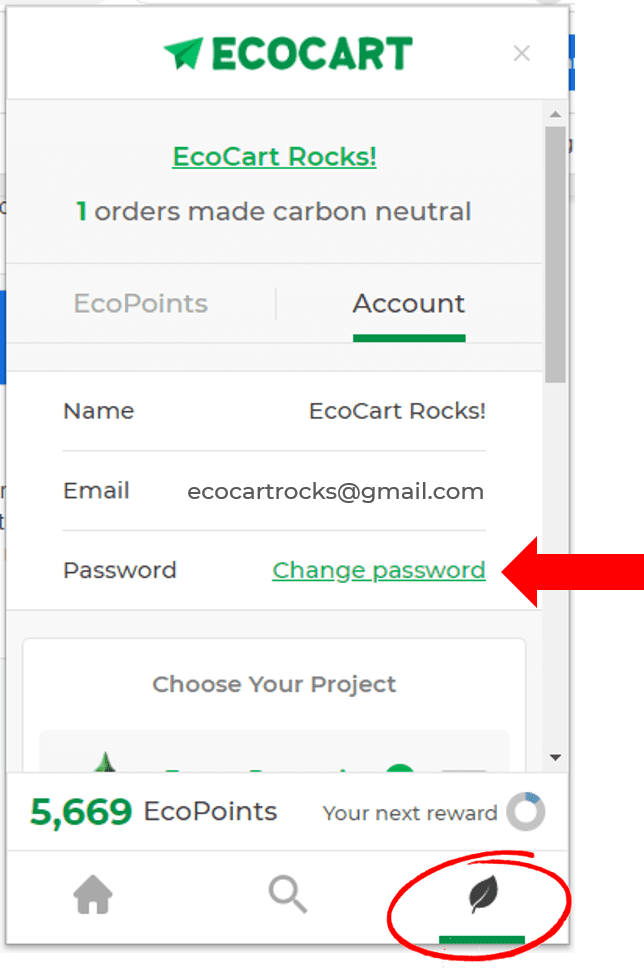 ECOCART
EcoCart Rocks!
1 orders made carbon neutral
EcoPoints Account
Name EcoCart Rocks!
Email ecocartrocks@gmail.com
Password Change password
Choose Your Project
5,669 EcoPoints Your next reward